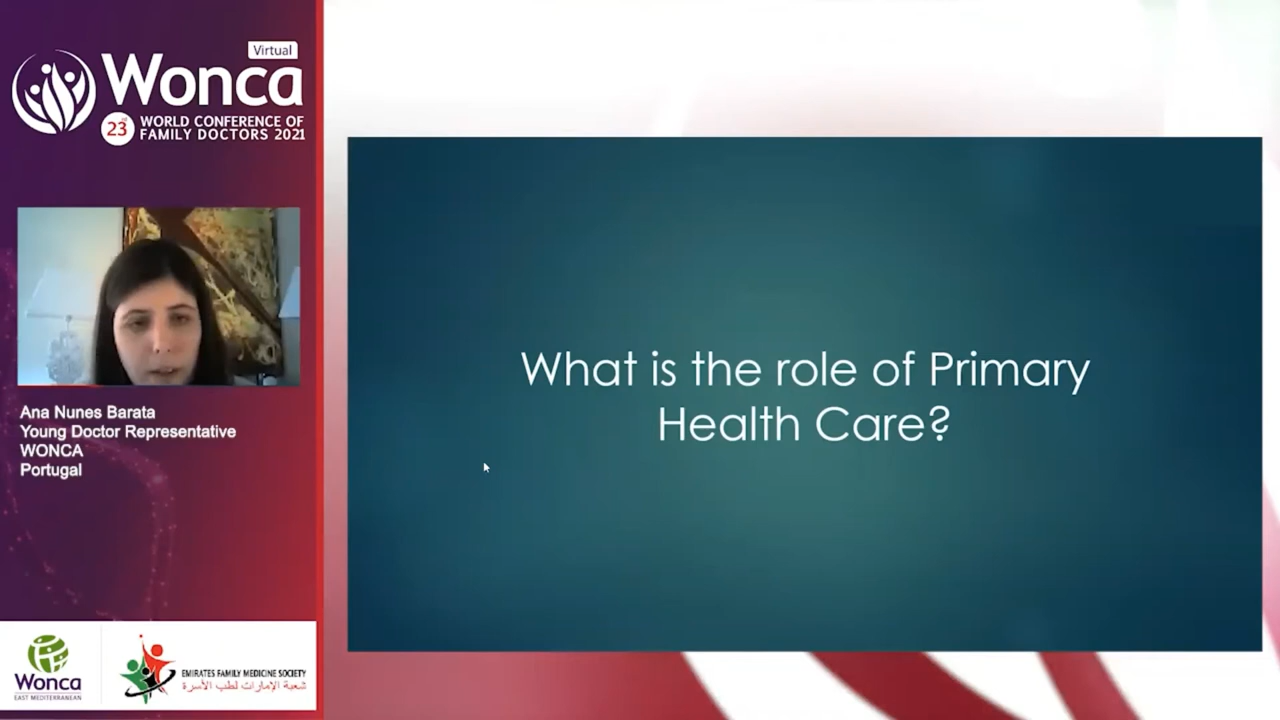 Virtual
Wonca
23
WORLD CONFERENCE OF
FAMILY DOCTORS 2021
Ana Nunes Barata
Young Doctor Representative
WONCA
Portugal
What is the role of Primary
Health Care?
Wonca
EAST MEDITERRANEAN
EMIRATES FAMILY MEDICINE SOCIETY
شعبة الإمارات لطب الأسرة